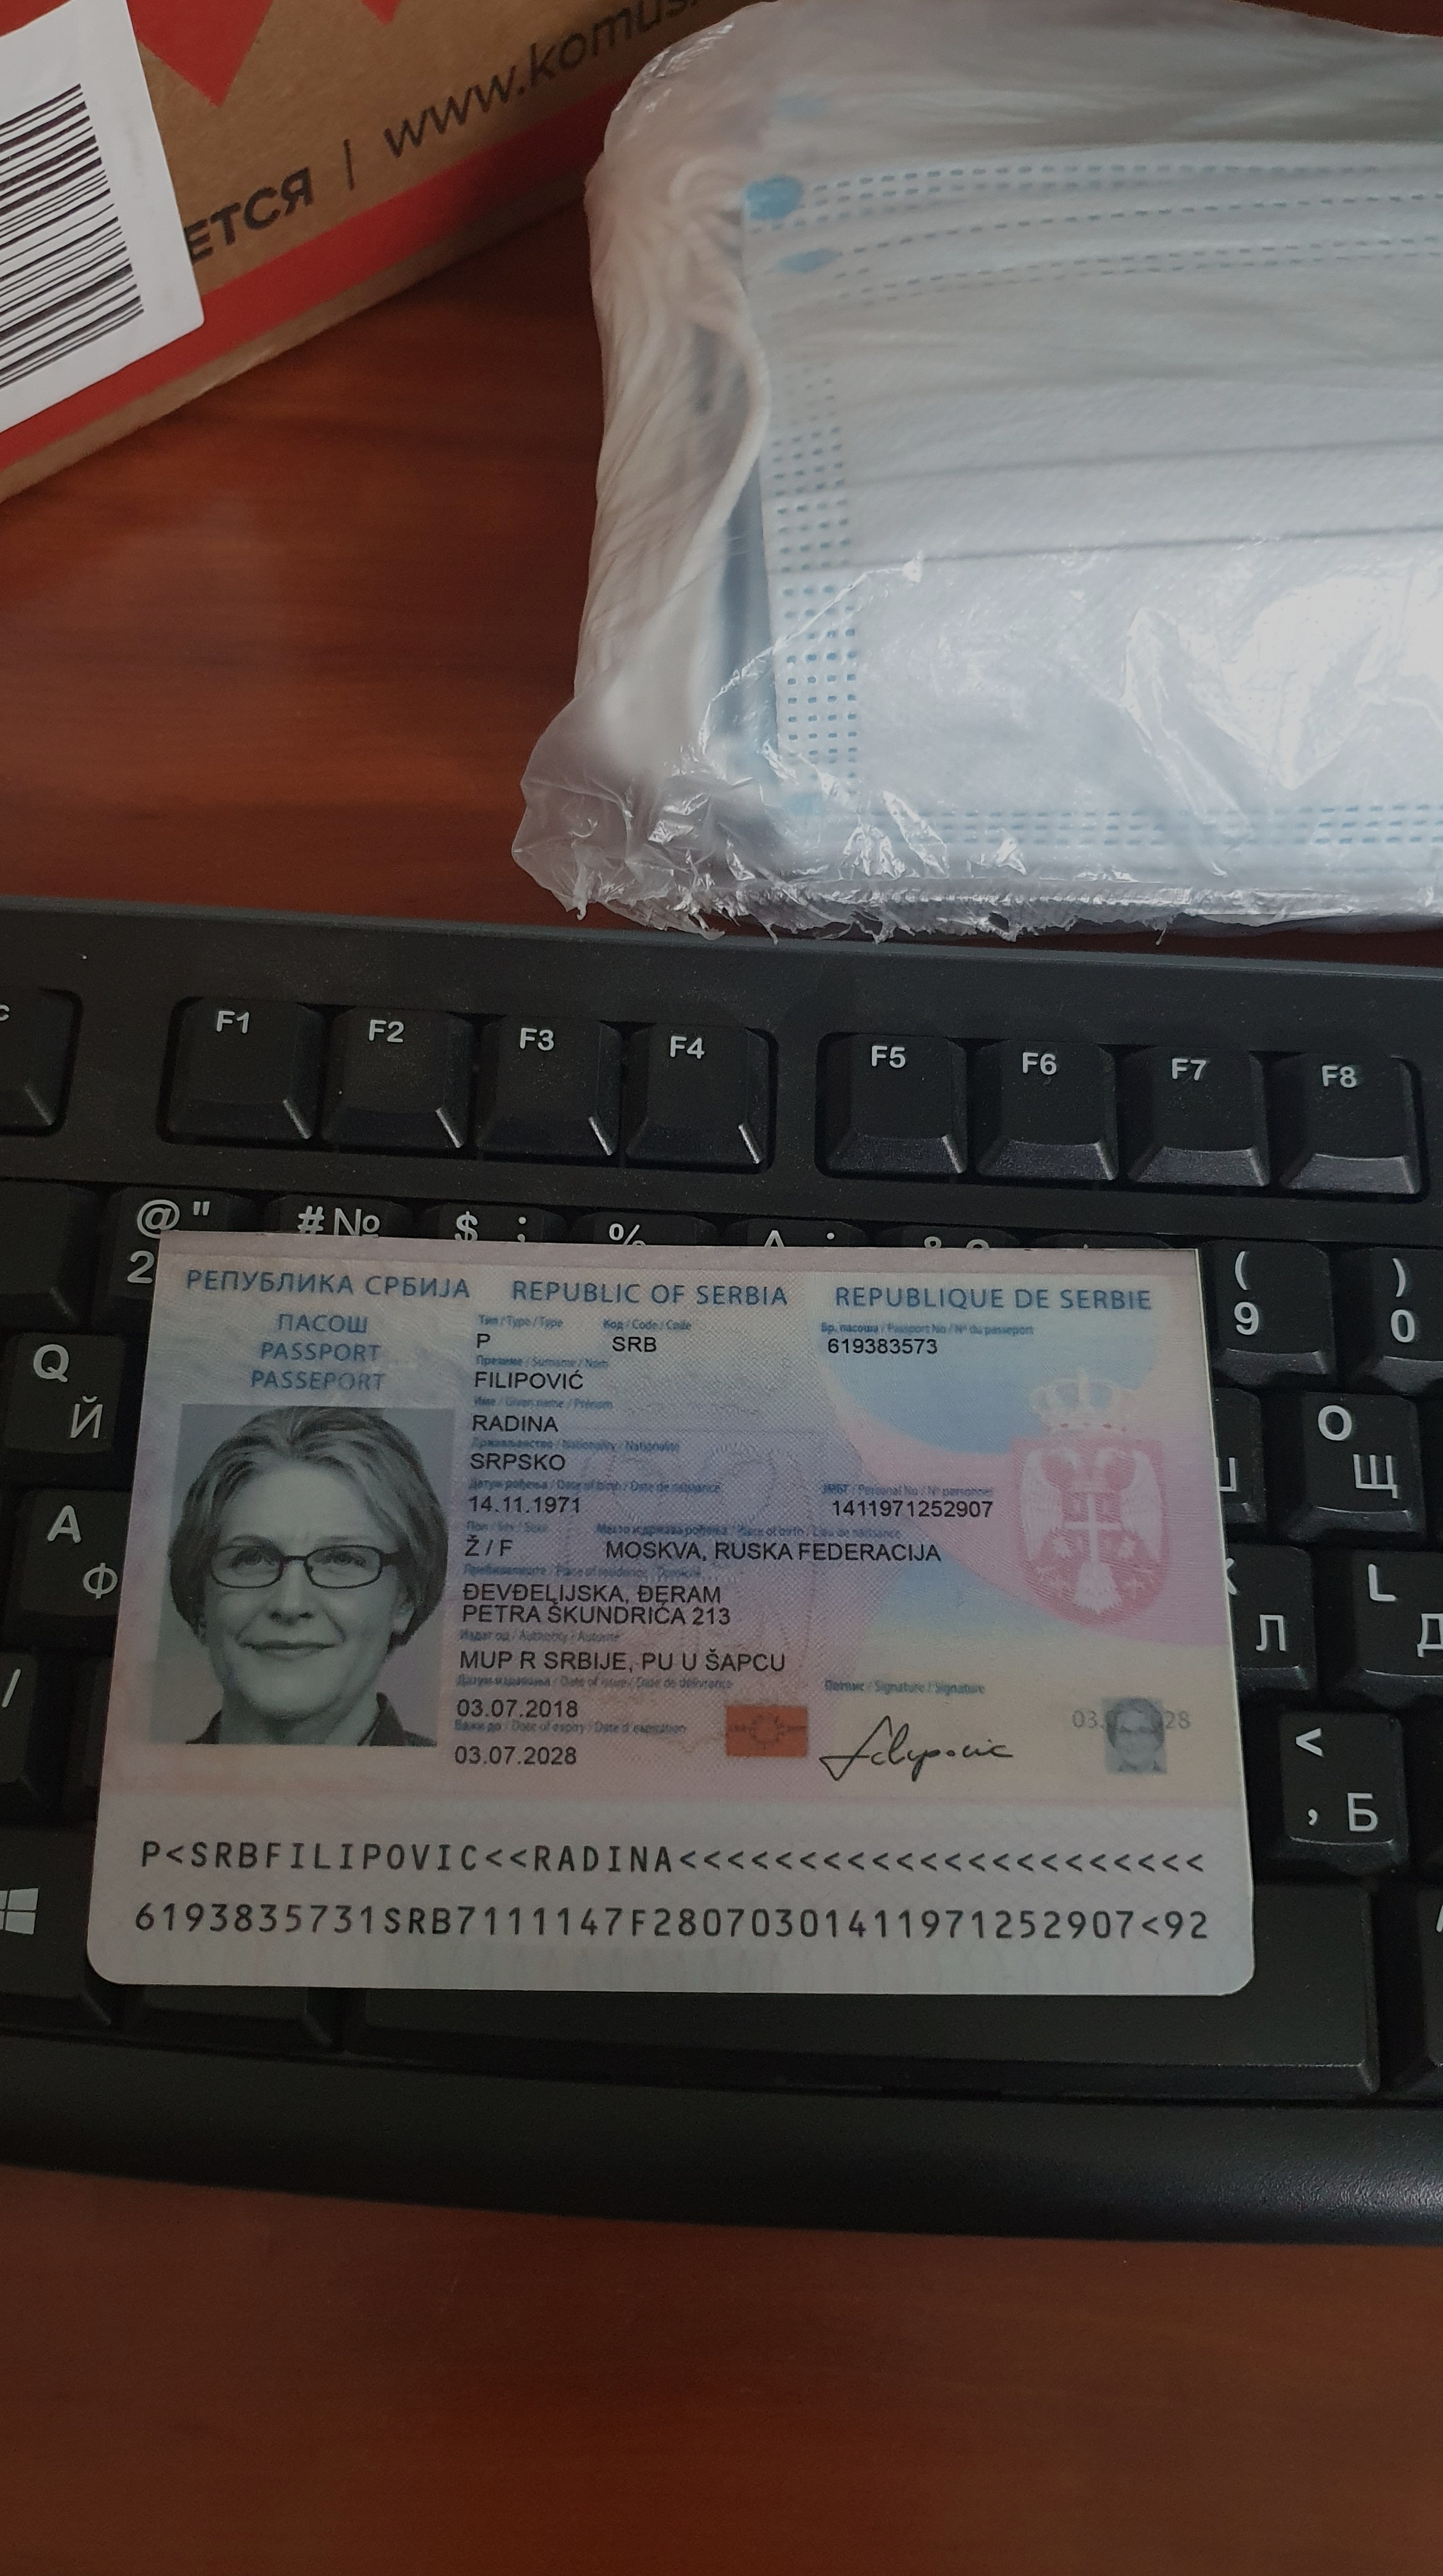 ЕТСЯ | www.komus.
F1 F2 F3 F4 F5 F6 F7 F8
@ " # № $ ; % ( )
2 9 0
Q Й О Щ
А Ф Л L Д
/ < , Б
РЕПУБЛИКА СРБИЈА REPUBLIC OF SERBIA REPUBLIQUE DE SERBIE
ПАСОШ
PASSPORT
PASSEPORT
Тип / Type / Type Код / Code / Code Бр. пасоша / Passport No / Nº du passeport
P SRB 619383573
Презиме / Surname / Nom
FILIPOVIĆ
Име / Given name / Prénom
RADINA
Држављанство / Nationality / Nationalité
SRPSKO
Датум рођења / Date of birth / Date de naissance ЈМБГ / Personal No / Nº personnel
14.11.1971 1411971252907
Пол / Sex / Sexe Место и држава рођења / Place of birth / Lieu de naissance
Ž / F MOSKVA, RUSKA FEDERACIJA
Пребивалиште / Place of residence / Domicile
ĐEVĐELIJSKA, ĐERAM
PETRA ŠKUNDRIĆA 213
Издат од / Authority / Autorité
MUP R SRBIJE, PU U ŠAPCU
Датум издавања / Date of issue / Date de délivrance Потпис / Signature / Signature
03.07.2018
Важи до / Date of expiry / Date d'expiration
03.07.2028
Filipovic
P<SRBFILIPOVIC<<RADINA<<<<<<<<<<<<<<<<<<<<<<
6193835731SRB7111147F28070301411971252907<92